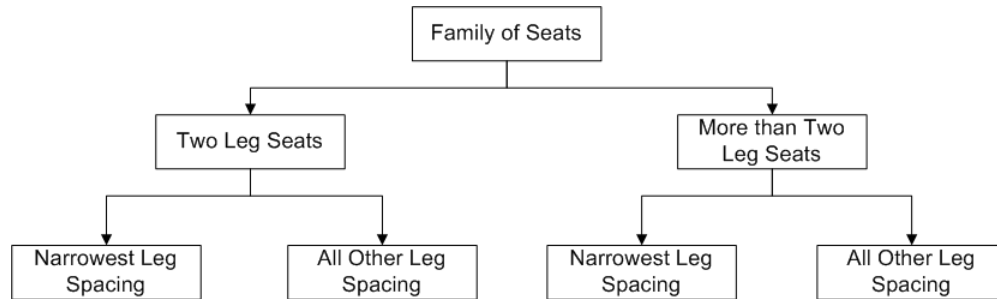 Family of Seats
Two Leg Seats
More than Two
Leg Seats
Narrowest Leg
Spacing
All Other Leg
Spacing
Narrowest Leg
Spacing
All Other Leg
Spacing